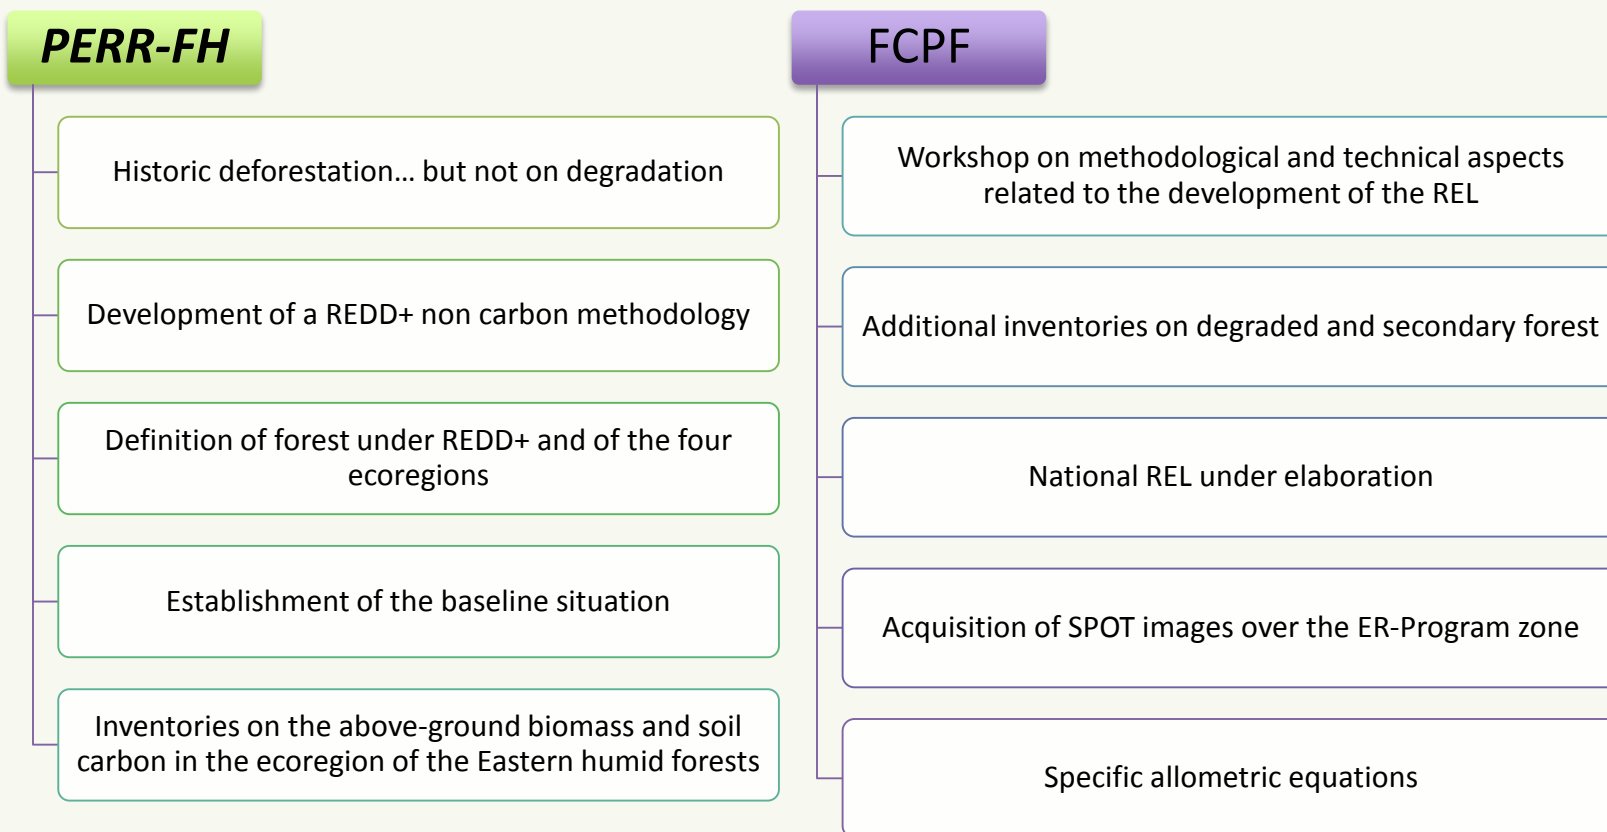 PERR-FH
Historic deforestation... but not on degradation
Development of a REDD+ non carbon methodology
Definition of forest under REDD+ and of the four
ecoregions
Establishment of the baseline situation
Inventories on the above-ground biomass and soil
carbon in the ecoregion of the Eastern humid forests
FCPF
Workshop on methodological and technical aspects
related to the development of the REL
Additional inventories on degraded and secondary forest
National REL under elaboration
Acquisition of SPOT images over the ER-Program zone
Specific allometric equations